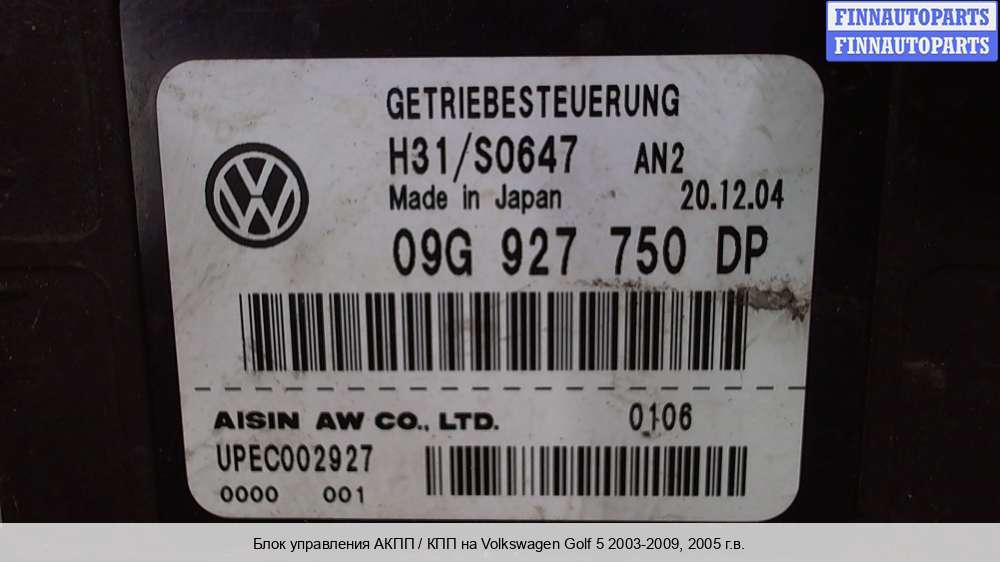 FINNAUTOPARTS
FINNAUTOPARTS
GETRIEBESTEUERUNG
H31/S0647 AN2
Made in Japan 20.12.04
09G 927 750 DP
AISIN AW CO., LTD. 0106
UPEC002927
0000 001
Блок управления АКПП / КПП на Volkswagen Golf 5 2003-2009, 2005 г.в.